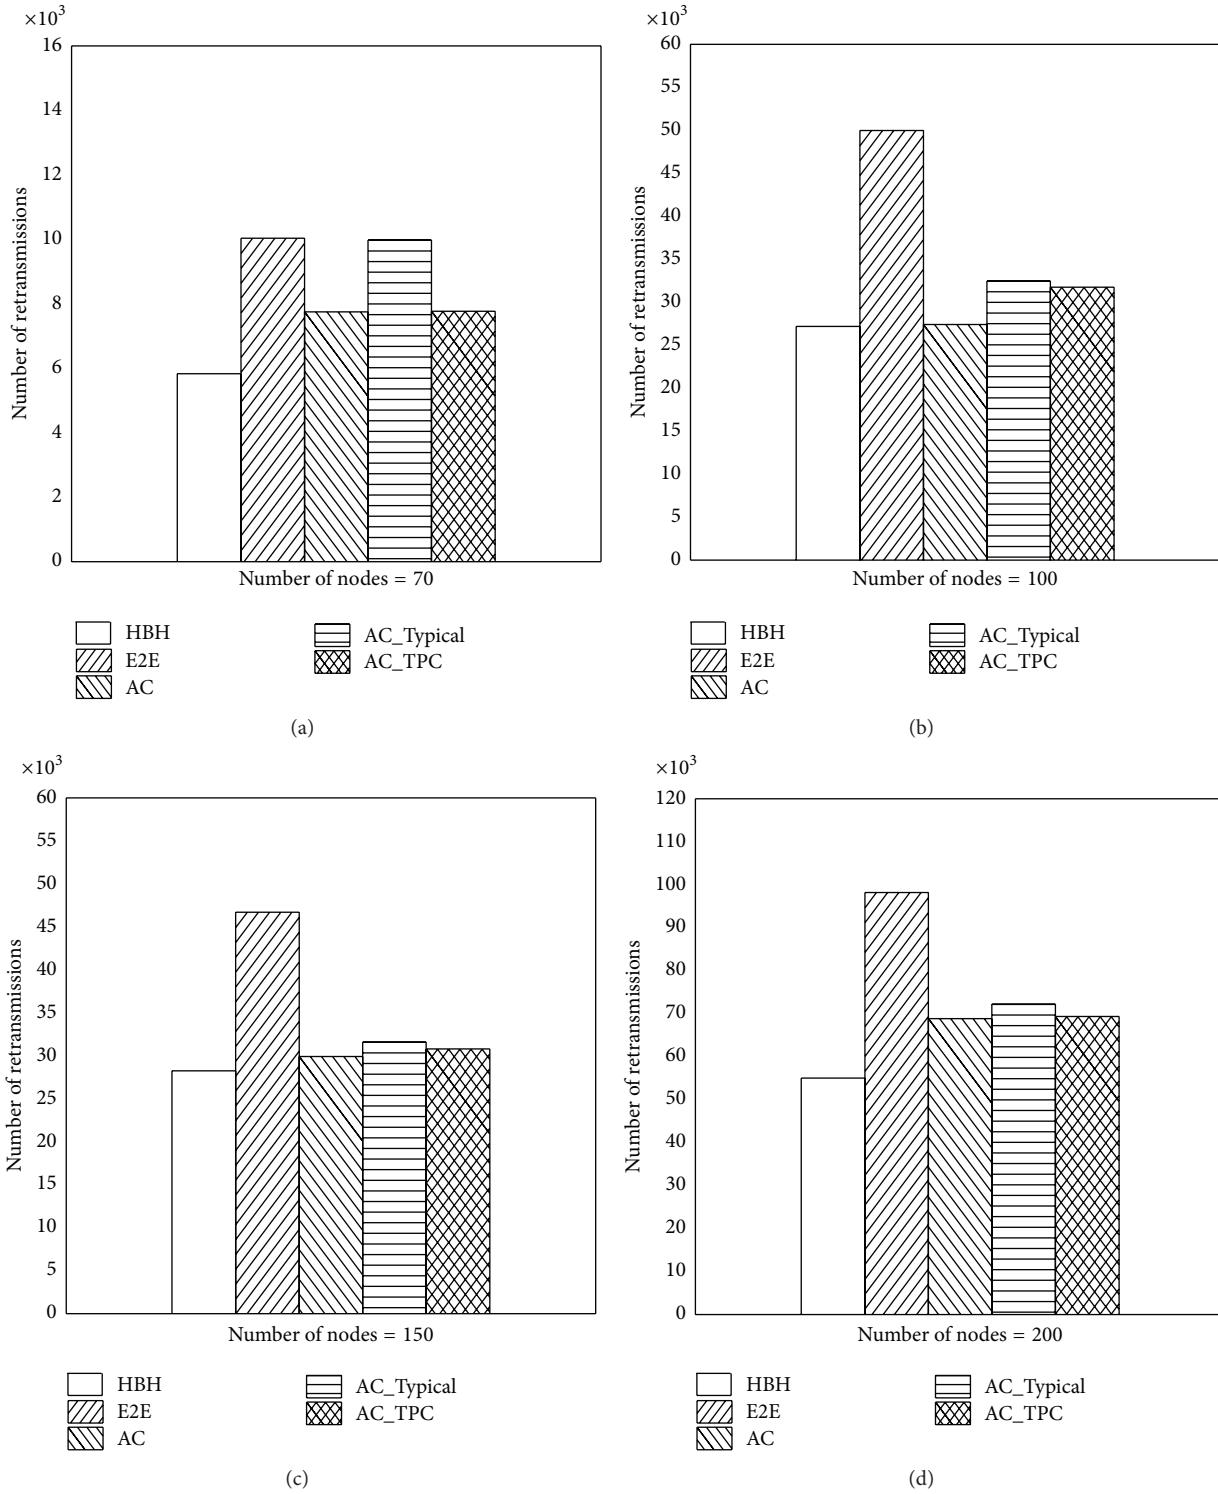 ×10³
16
14
12
10
8
6
4
2
0
Number of retransmissions
Number of nodes = 70
HBH
E2E
AC
AC_Typical
AC_TPC
(a)
×10³
60
55
50
45
40
35
30
25
20
15
10
5
0
Number of retransmissions
Number of nodes = 100
HBH
E2E
AC
AC_Typical
AC_TPC
(b)
×10³
60
55
50
45
40
35
30
25
20
15
10
5
0
Number of retransmissions
Number of nodes = 150
HBH
E2E
AC
AC_Typical
AC_TPC
(c)
×10³
120
110
100
90
80
70
60
50
40
30
20
10
0
Number of retransmissions
Number of nodes = 200
HBH
E2E
AC
AC_Typical
AC_TPC
(d)